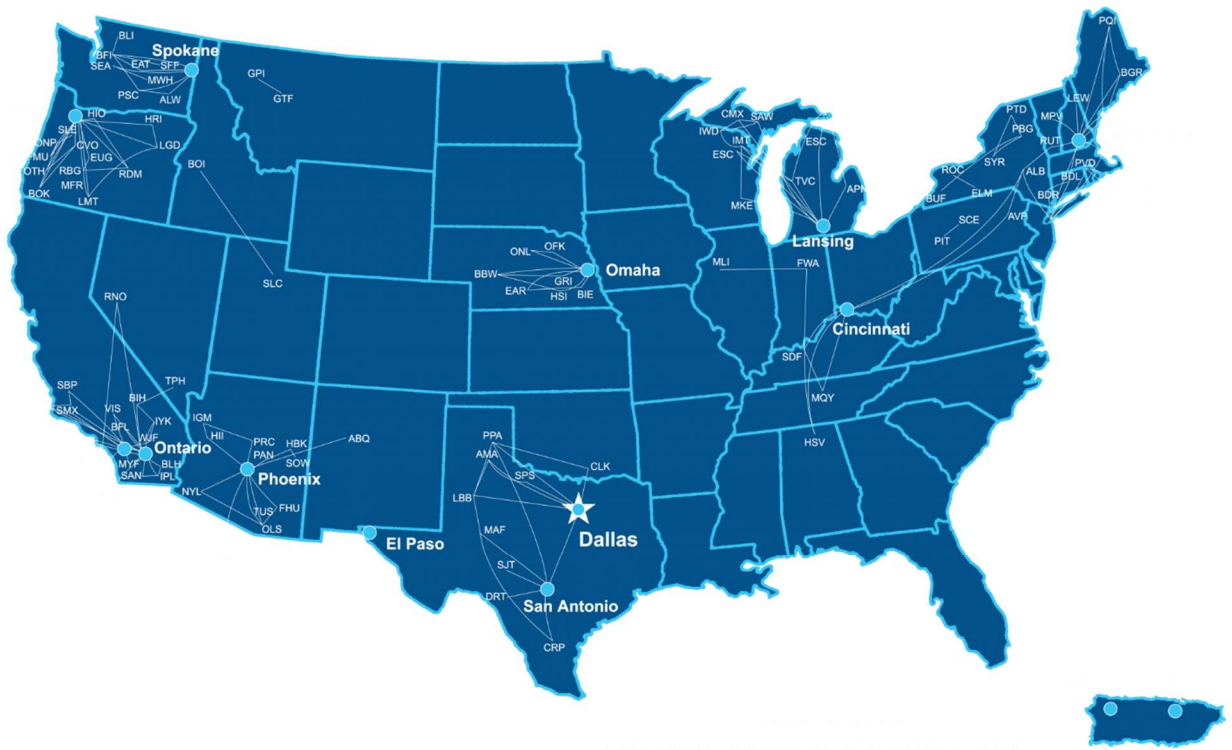 BLI
Spokane
BFI
SEA
EAT
SFF
MWH
PSC
ALW
GPI
GTF
HIO
SLE
HRI
ONP
CVO
LGD
FMU
EUG
OTH
RBG
RDM
MFR
BOK
LMT
BOI
SLC
CMX
SAW
IWD
IMT
ESC
ESC
TVC
APN
MKE
Lansing
PQI
BGR
LEW
PTD
MPV
PBG
RUT
SYR
ROC
ALB
PVD
BDL
BUF
ELM
BDR
SCE
AVP
PIT
OFK
ONL
Omaha
BBW
GRI
EAR
HSI
BIE
MLI
FWA
Cincinnati
SDF
MQY
HSV
RNO
TPH
SBP
BIH
SMX
VIS
IYK
BFL
WJF
Ontario
MYF
BLH
SAN
IPL
IGM
HII
PRC
HBK
ABQ
PAN
SOW
Phoenix
NYL
TUS
FHU
OLS
El Paso
PPA
AMA
CLK
SPS
LBB
Dallas
MAF
SJT
DRT
San Antonio
CRP